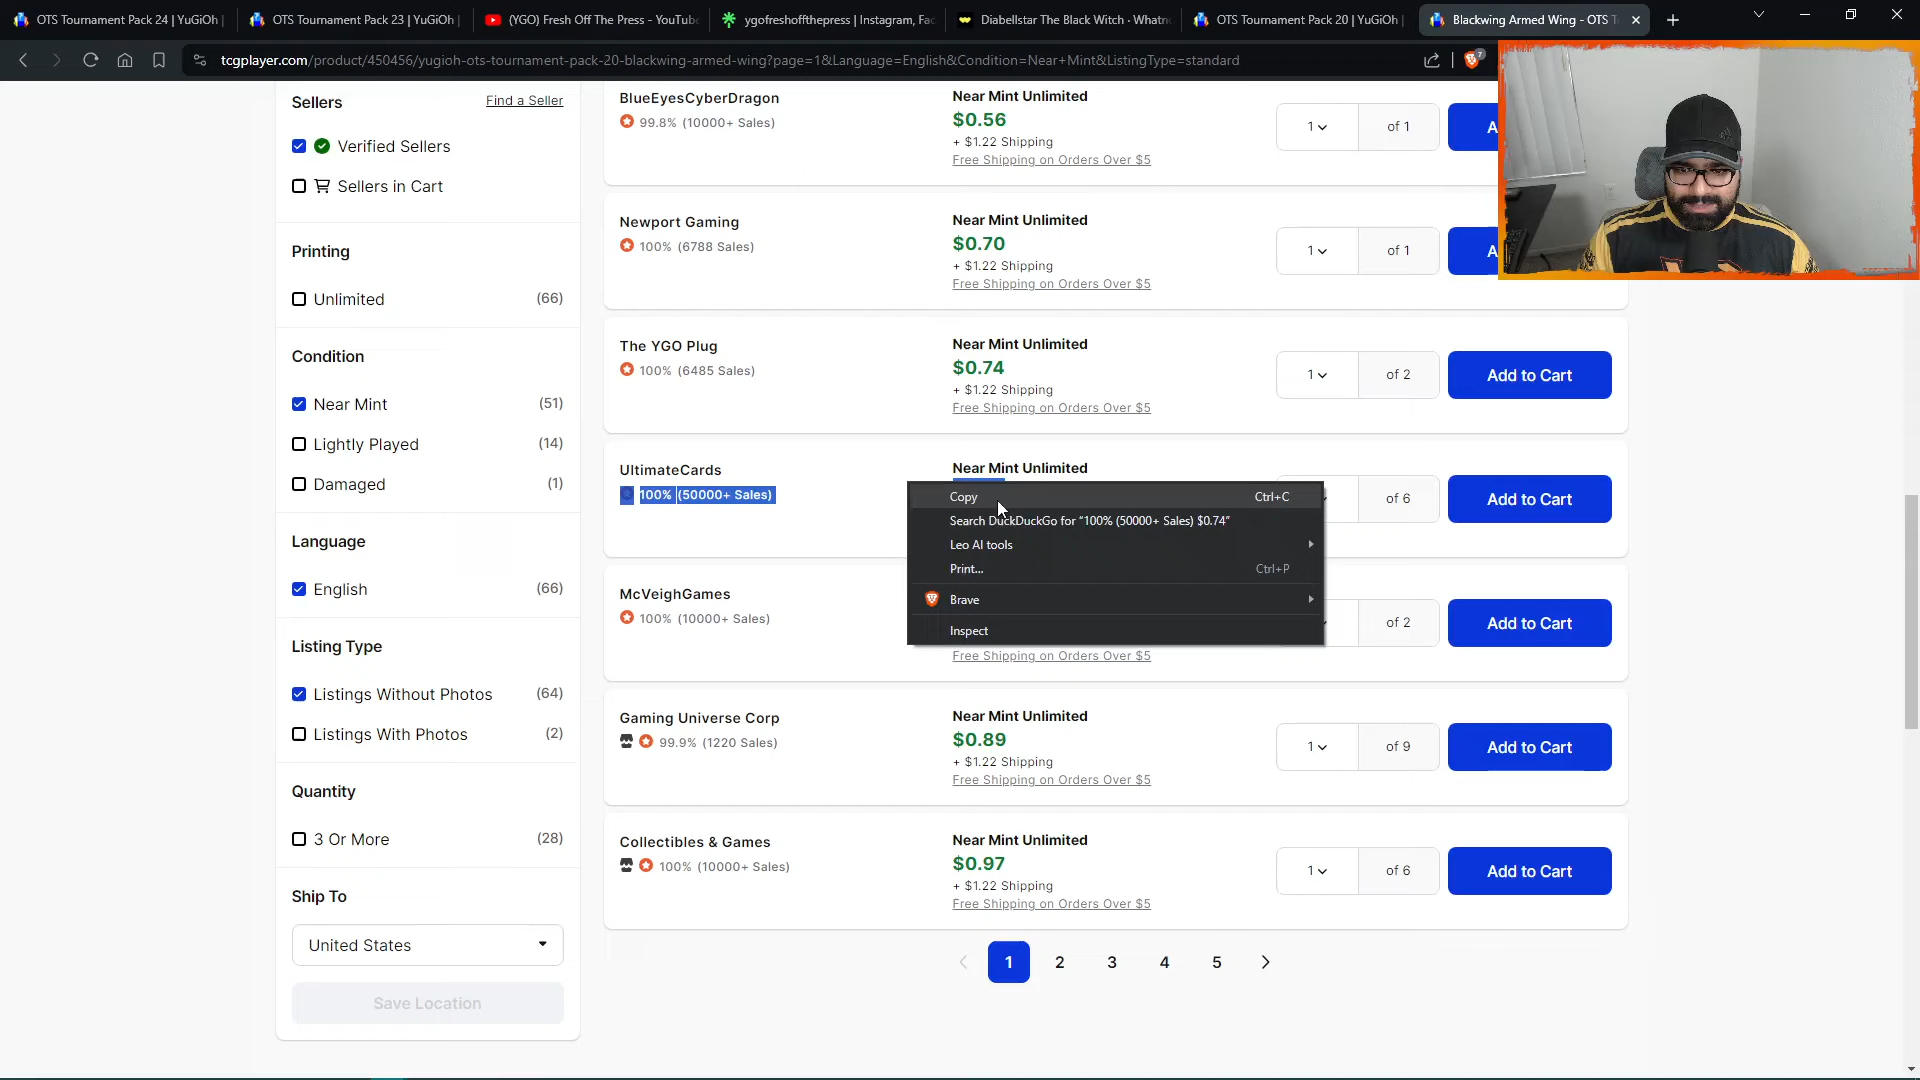 OTS Tournament Pack 24 | YuGiOh
OTS Tournament Pack 23 | YuGiOh
(YGO) Fresh Off The Press - YouTub
ygofreshoffthepress | Instagram, Fac
Diabellstar The Black Witch · Whatn
OTS Tournament Pack 20 | YuGiOh
Blackwing Armed Wing - OTS T
tcgplayer.com/product/450456/yugioh-ots-tournament-pack-20-blackwing-armed-wing?page=1&Language=English&Condition=Near+Mint&ListingType=standard
7
Sellers
Find a Seller
Verified Sellers
Sellers in Cart
Printing
Unlimited (66)
Condition
Near Mint (51)
Lightly Played (14)
Damaged (1)
Language
English (66)
Listing Type
Listings Without Photos (64)
Listings With Photos (2)
Quantity
3 Or More (28)
Ship To
United States
Save Location
BlueEyesCyberDragon
99.8% (10000+ Sales)
Near Mint Unlimited
$0.56
+ $1.22 Shipping
Free Shipping on Orders Over $5
1 of 1
A
Newport Gaming
100% (6788 Sales)
Near Mint Unlimited
$0.70
+ $1.22 Shipping
Free Shipping on Orders Over $5
1 of 1
A
The YGO Plug
100% (6485 Sales)
Near Mint Unlimited
$0.74
+ $1.22 Shipping
Free Shipping on Orders Over $5
1 of 2
Add to Cart
UltimateCards
100% (50000+ Sales)
Near Mint Unlimited
of 6
Add to Cart
Copy Ctrl+C
Search DuckDuckGo for "100% (50000+ Sales) $0.74"
Leo AI tools
Print... Ctrl+P
Brave
Inspect
McVeighGames
100% (10000+ Sales)
Free Shipping on Orders Over $5
of 2
Add to Cart
Gaming Universe Corp
99.9% (1220 Sales)
Near Mint Unlimited
$0.89
+ $1.22 Shipping
Free Shipping on Orders Over $5
1 of 9
Add to Cart
Collectibles & Games
100% (10000+ Sales)
Near Mint Unlimited
$0.97
+ $1.22 Shipping
Free Shipping on Orders Over $5
1 of 6
Add to Cart
1 2 3 4 5